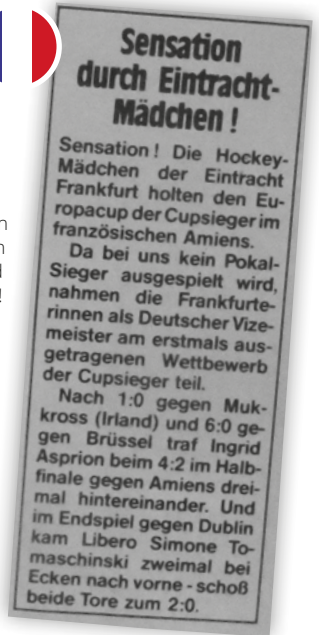 Sensation
durch Eintracht-
Mädchen !
Sensation! Die Hockey-
Mädchen der Eintracht
Frankfurt holten den Eu-
ropacup der Cupsieger im
französischen Amiens.
Da bei uns kein Pokal-
Sieger ausgespielt wird,
nahmen die Frankfurte-
rinnen als Deutscher Vize-
meister am erstmals aus-
getragenen Wettbewerb
der Cupsieger teil.
Nach 1:0 gegen Muk-
kross (Irland) und 6:0 ge-
gen Brüssel traf Ingrid
Asprion beim 4:2 im Halb-
finale gegen Amiens drei-
mal hintereinander. Und
im Endspiel gegen Dublin
kam Libero Simone To-
maschinski zweimal bei
Ecken nach vorne - schoß
beide Tore zum 2:0.